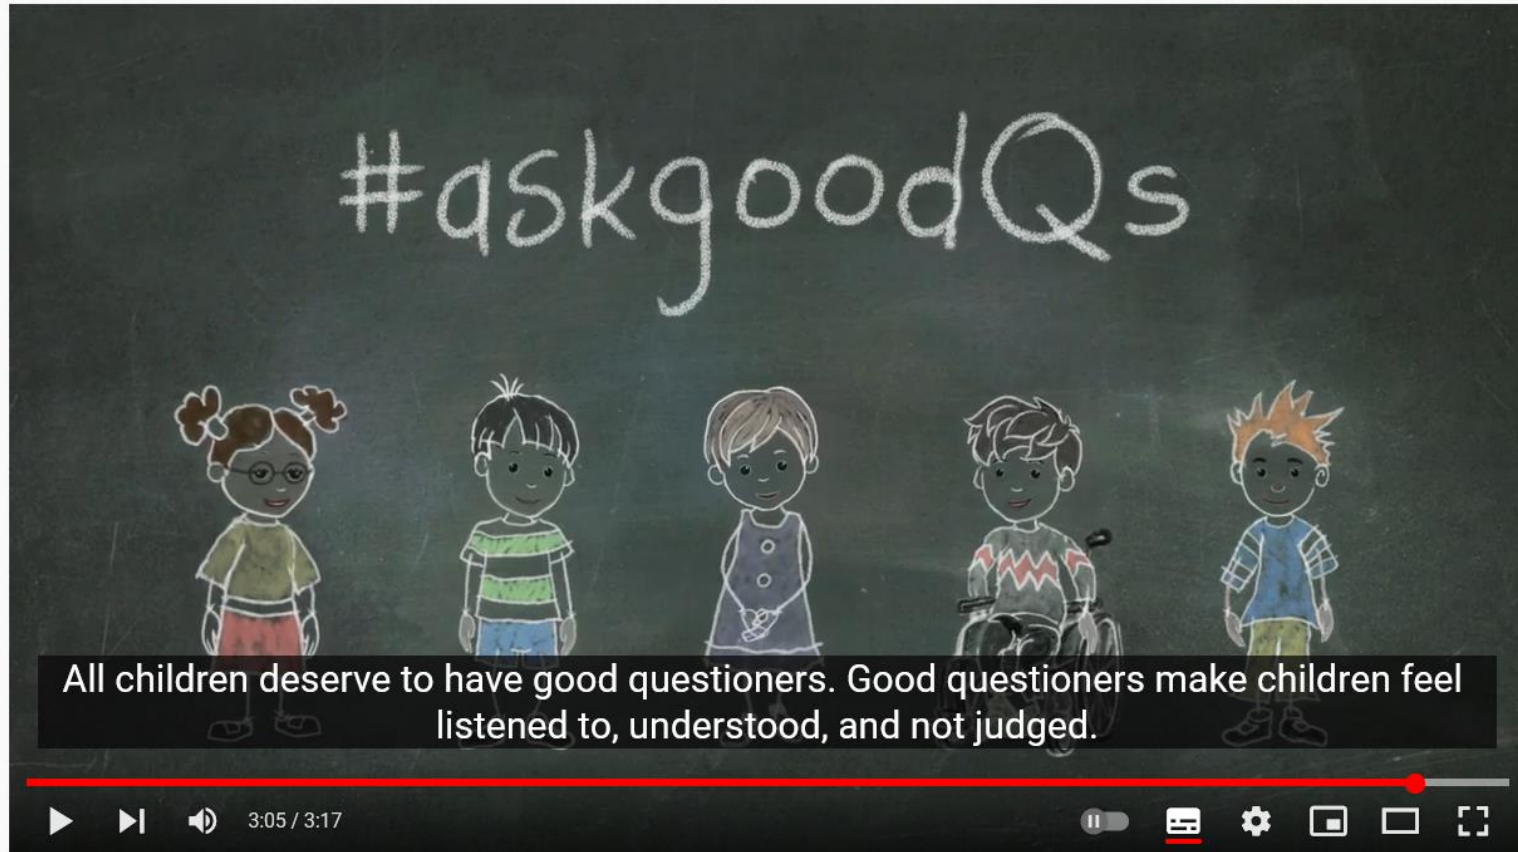 #askgoodQs
All children deserve to have good questioners. Good questioners make children feel
listened to, understood, and not judged.
3:05 / 3:17